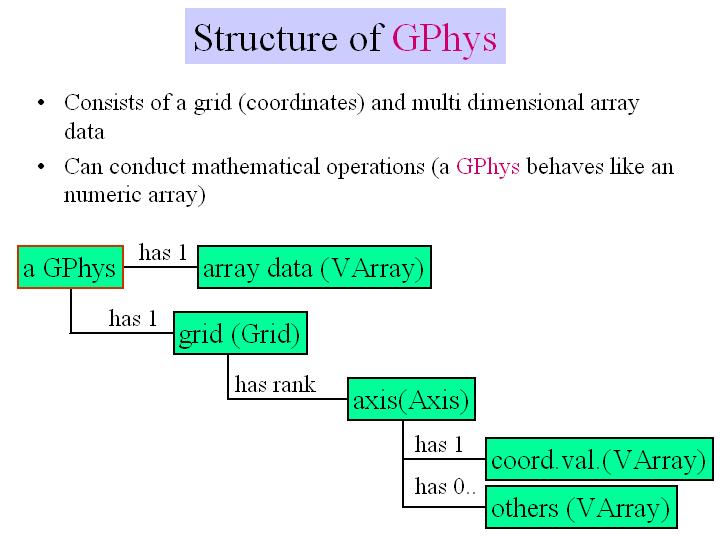 Structure of GPhys
• Consists of a grid (coordinates) and multi dimensional array
data
• Can conduct mathematical operations (a GPhys behaves like an
numeric array)
a GPhys
has 1
array data (VArray)
has 1
grid (Grid)
has rank
axis(Axis)
has 1
coord.val.(VArray)
has 0..
others (VArray)